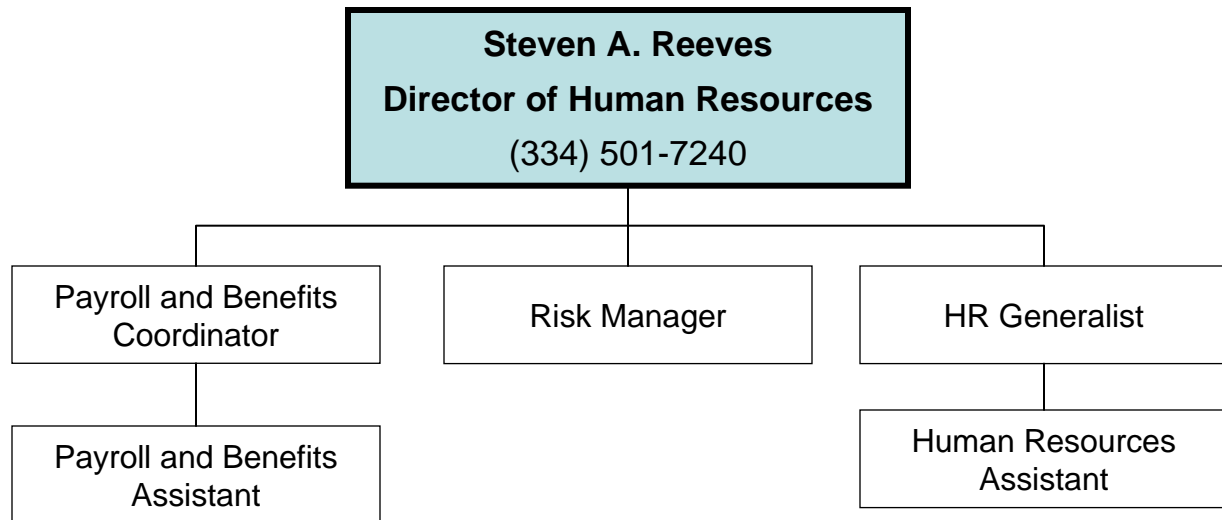 Steven A. Reeves
Director of Human Resources
(334) 501-7240
Payroll and Benefits
Coordinator
Risk Manager
HR Generalist
Payroll and Benefits
Assistant
Human Resources
Assistant